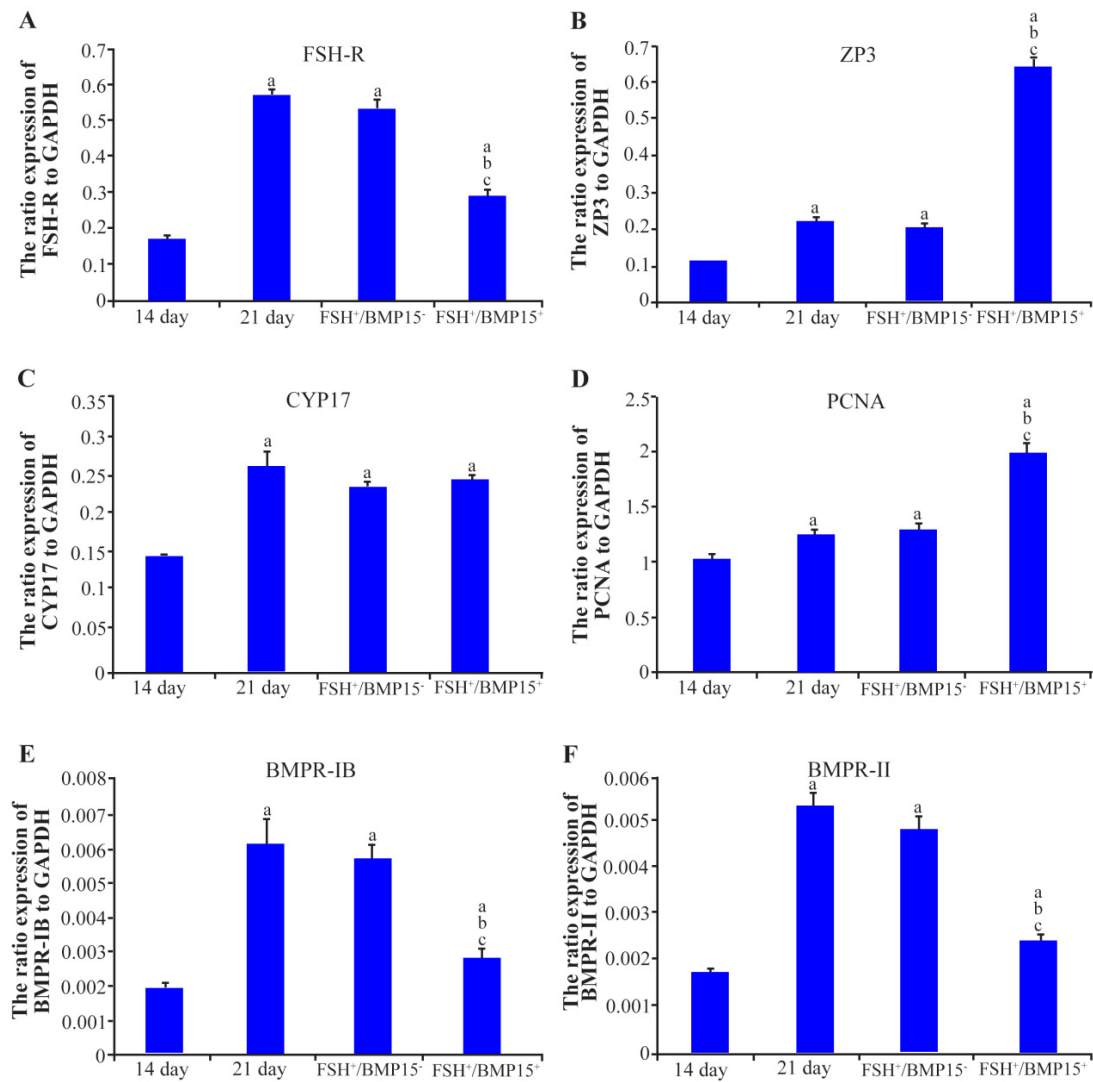 A
FSH-R
The ratio expression of
FSH-R to GAPDH
0.7
0.6
0.5
0.4
0.3
0.2
0.1
0
a
a
a
b
c
14 day
21 day
FSH⁺/BMP15⁻
FSH⁺/BMP15⁺
B
ZP3
The ratio expression of
ZP3 to GAPDH
0.7
0.6
0.5
0.4
0.3
0.2
0.1
0
a
a
a
b
c
14 day
21 day
FSH⁺/BMP15⁻
FSH⁺/BMP15⁺
C
CYP17
The ratio expression of
CYP17 to GAPDH
0.35
0.3
0.25
0.2
0.15
0.1
0.05
0
a
a
a
14 day
21 day
FSH⁺/BMP15⁻
FSH⁺/BMP15⁺
D
PCNA
The ratio expression of
PCNA to GAPDH
2.5
2
1.5
1
0.5
0
a
a
a
b
c
14 day
21 day
FSH⁺/BMP15⁻
FSH⁺/BMP15⁺
E
BMPR-IB
The ratio expression of
BMPR-IB to GAPDH
0.008
0.007
0.006
0.005
0.004
0.003
0.002
0.001
0
a
a
a
b
c
14 day
21 day
FSH⁺/BMP15⁻
FSH⁺/BMP15⁺
F
BMPR-II
The ratio expression of
BMPR-II to GAPDH
0.006
0.005
0.004
0.003
0.002
0.001
0
a
a
a
b
c
14 day
21 day
FSH⁺/BMP15⁻
FSH⁺/BMP15⁺